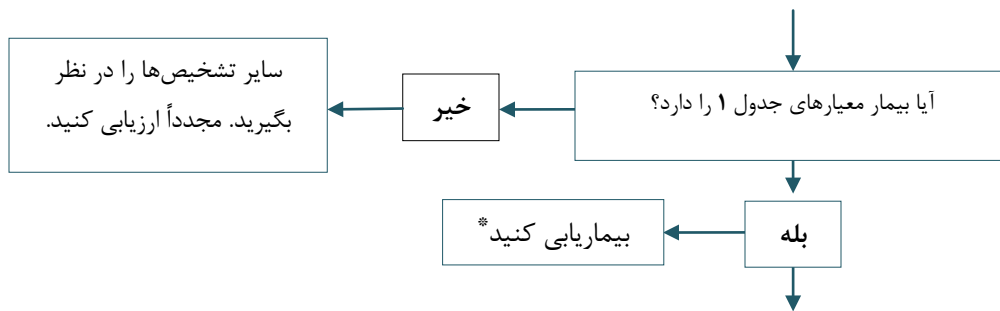 آیا بیمار معیارهای جدول ۱ را دارد؟
خیر
سایر تشخیص‌ها را در نظر
بگیرید. مجدداً ارزیابی کنید.
بله
بیماریابی کنید*